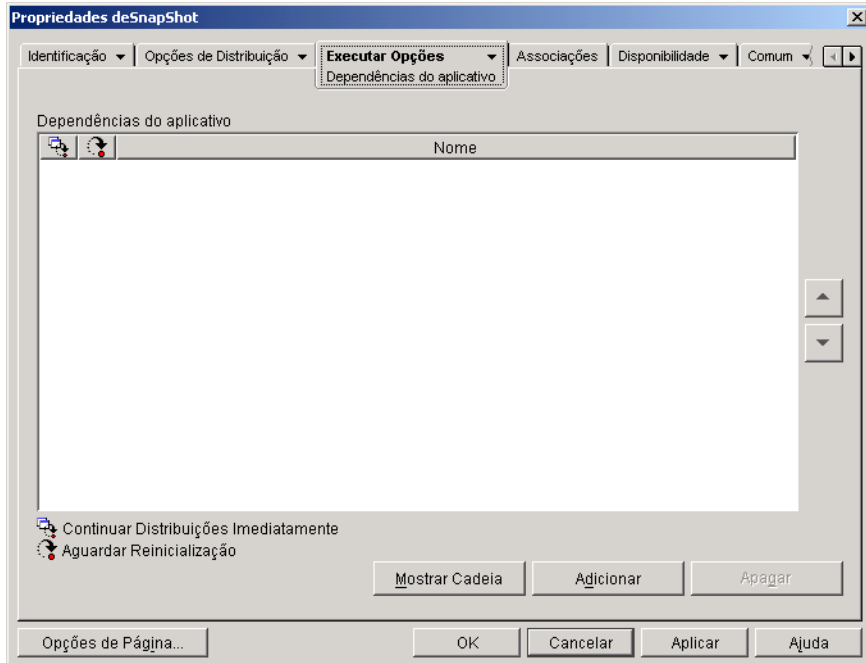 Propriedades deSnapShot
Identificação Opções de Distribuição Executar Opções Associações Disponibilidade Comum
Dependências do aplicativo
Dependências do aplicativo
Nome
Continuar Distribuições Imediatamente
Aguardar Reinicialização
Mostrar Cadeia Adicionar Apagar
Opções de Página... OK Cancelar Aplicar Ajuda